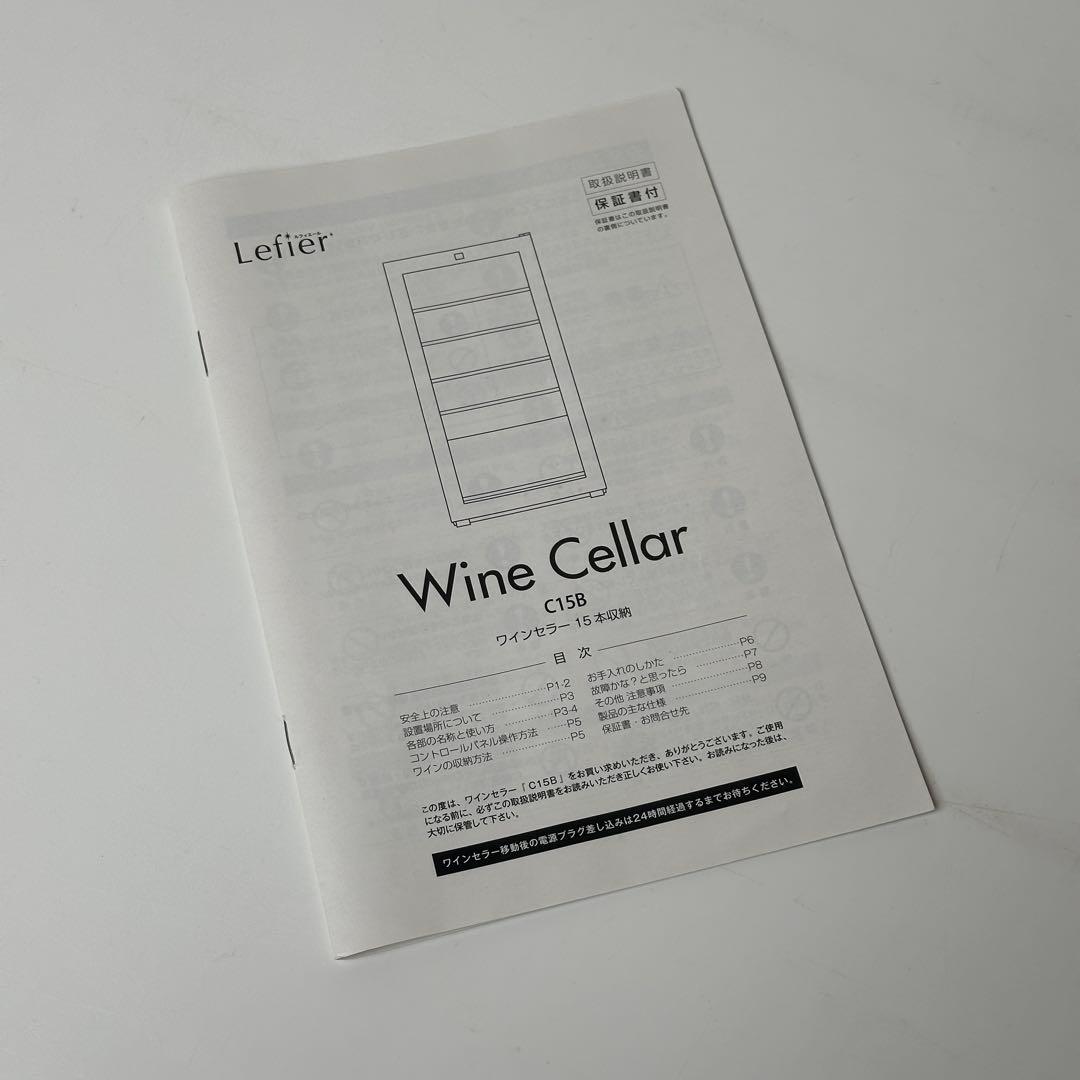 取扱説明書
保証書付
保証書はこの取扱説明書
の裏側についています。
ルフィエール
Lefier
Wine Cellar
C15B
ワインセラー 15本収納
目 次
安全上の注意 ……………………P1-2
設置場所について ……………………P3
各部の名称と使い方 ……………P3-4
コントロールパネル操作方法 ……P5
ワインの収納方法 …………………P5
お手入れのしかた …………………P6
故障かな？と思ったら ……………P7
その他 注意事項 …………………P8
製品の主な仕様 ……………………P9
保証書・お問合せ先
この度は、ワインセラー「C15B」をお買い求めいただき、ありがとうございます。ご使用
になる前に、必ずこの取扱説明書をお読みいただき正しくお使い下さい。お読みになった後は、
大切に保管して下さい。
ワインセラー移動後の電源プラグ差し込みは24時間経過するまでお待ちください。